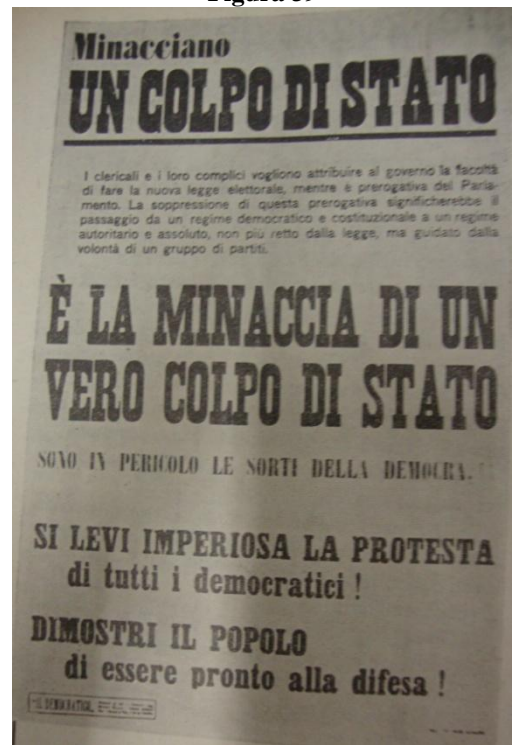 Minacciano
UN COLPO DI STATO
I clericali e i loro complici vogliono attribuire al governo la facoltà
di fare la nuova legge elettorale, mentre è prerogativa del Parla-
mento. La soppressione di questa prerogativa significherebbe il
passaggio da un regime democratico e costituzionale a un regime
autoritario e assoluto, non più retto dalla legge, ma guidato dalla
volontà di un gruppo di partiti.
È LA MINACCIA DI UN
VERO COLPO DI STATO
SONO IN PERICOLO LE SORTI DELLA DEMOCRA.
SI LEVI IMPERIOSA LA PROTESTA
di tutti i democratici !
DIMOSTRI IL POPOLO
di essere pronto alla difesa !